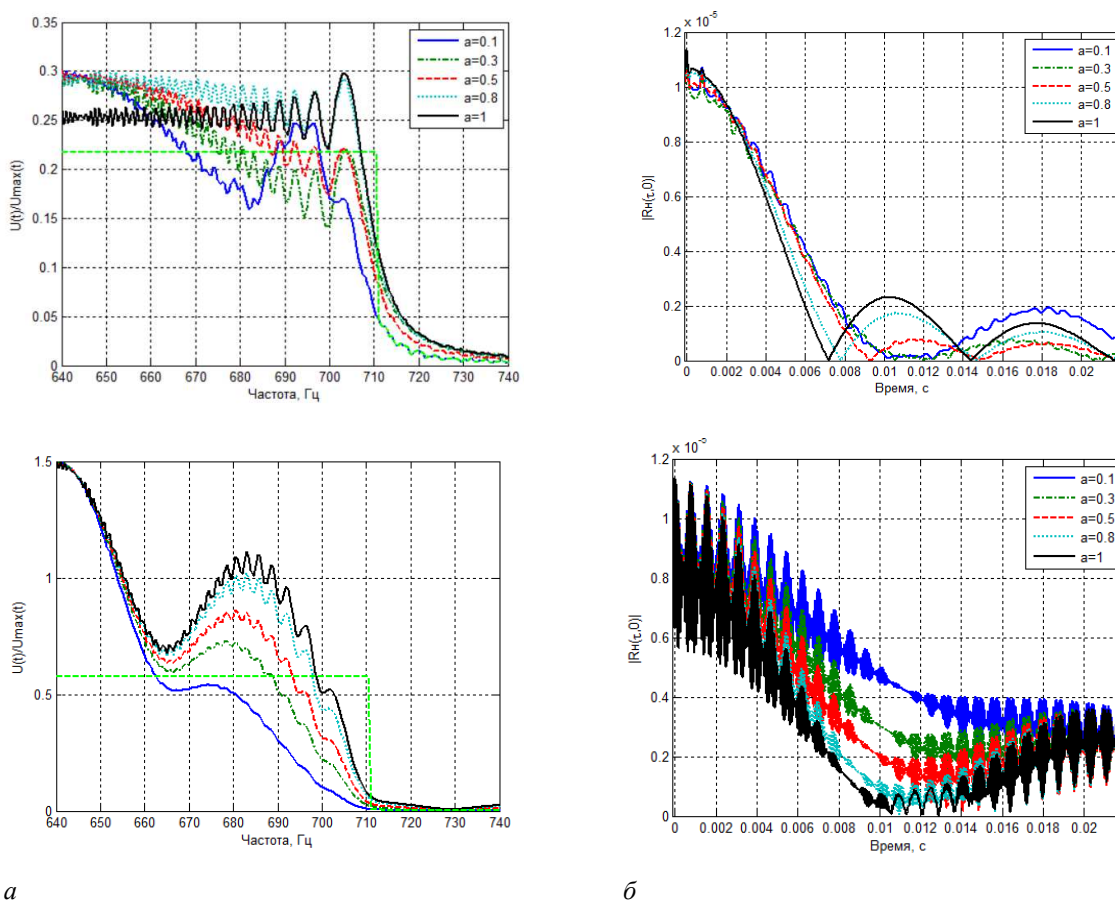 0.35
0.3
0.25
0.2
0.15
0.1
0.05
0
U(t)/Umax(t)
640 650 660 670 680 690 700 710 720 730 740
Частота, Гц
a=0.1
a=0.3
a=0.5
a=0.8
a=1
x 10⁻⁵
1.2
1
0.8
0.6
0.4
0.2
0
|Rн(τ,0)|
0 0.002 0.004 0.006 0.008 0.01 0.012 0.014 0.016 0.018 0.02
Время, с
a=0.1
a=0.3
a=0.5
a=0.8
a=1
1.5
1
0.5
0
U(t)/Umax(t)
640 650 660 670 680 690 700 710 720 730 740
Частота, Гц
a=0.1
a=0.3
a=0.5
a=0.8
a=1
x 10⁻⁵
1.2
1
0.8
0.6
0.4
0.2
0
|Rн(τ,0)|
0 0.002 0.004 0.006 0.008 0.01 0.012 0.014 0.016 0.018 0.02
Время, с
a=0.1
a=0.3
a=0.5
a=0.8
a=1
а б